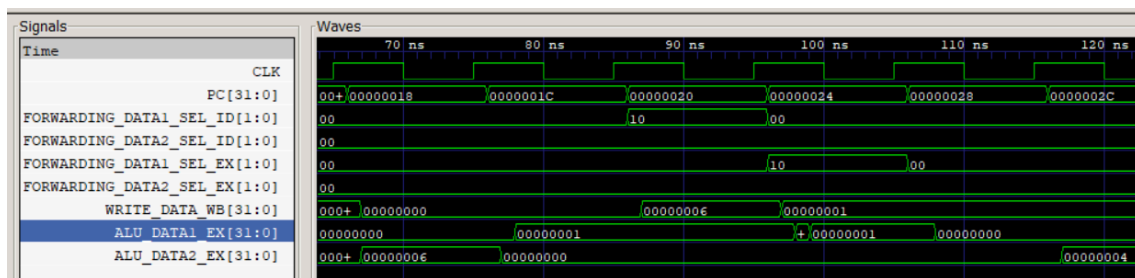 Signals
Waves
Time
70 ns 80 ns 90 ns 100 ns 110 ns 120 ns
CLK
PC[31:0] 00+ 00000018 0000001C 00000020 00000024 00000028 0000002C
FORWARDING_DATA1_SEL_ID[1:0] 00 10 00
FORWARDING_DATA2_SEL_ID[1:0] 00
FORWARDING_DATA1_SEL_EX[1:0] 00 10 00
FORWARDING_DATA2_SEL_EX[1:0] 00
WRITE_DATA_WB[31:0] 000+ 00000000 00000006 00000001
ALU_DATA1_EX[31:0] 00000000 00000001 + 00000001 00000000
ALU_DATA2_EX[31:0] 000+ 00000006 00000000 00000004